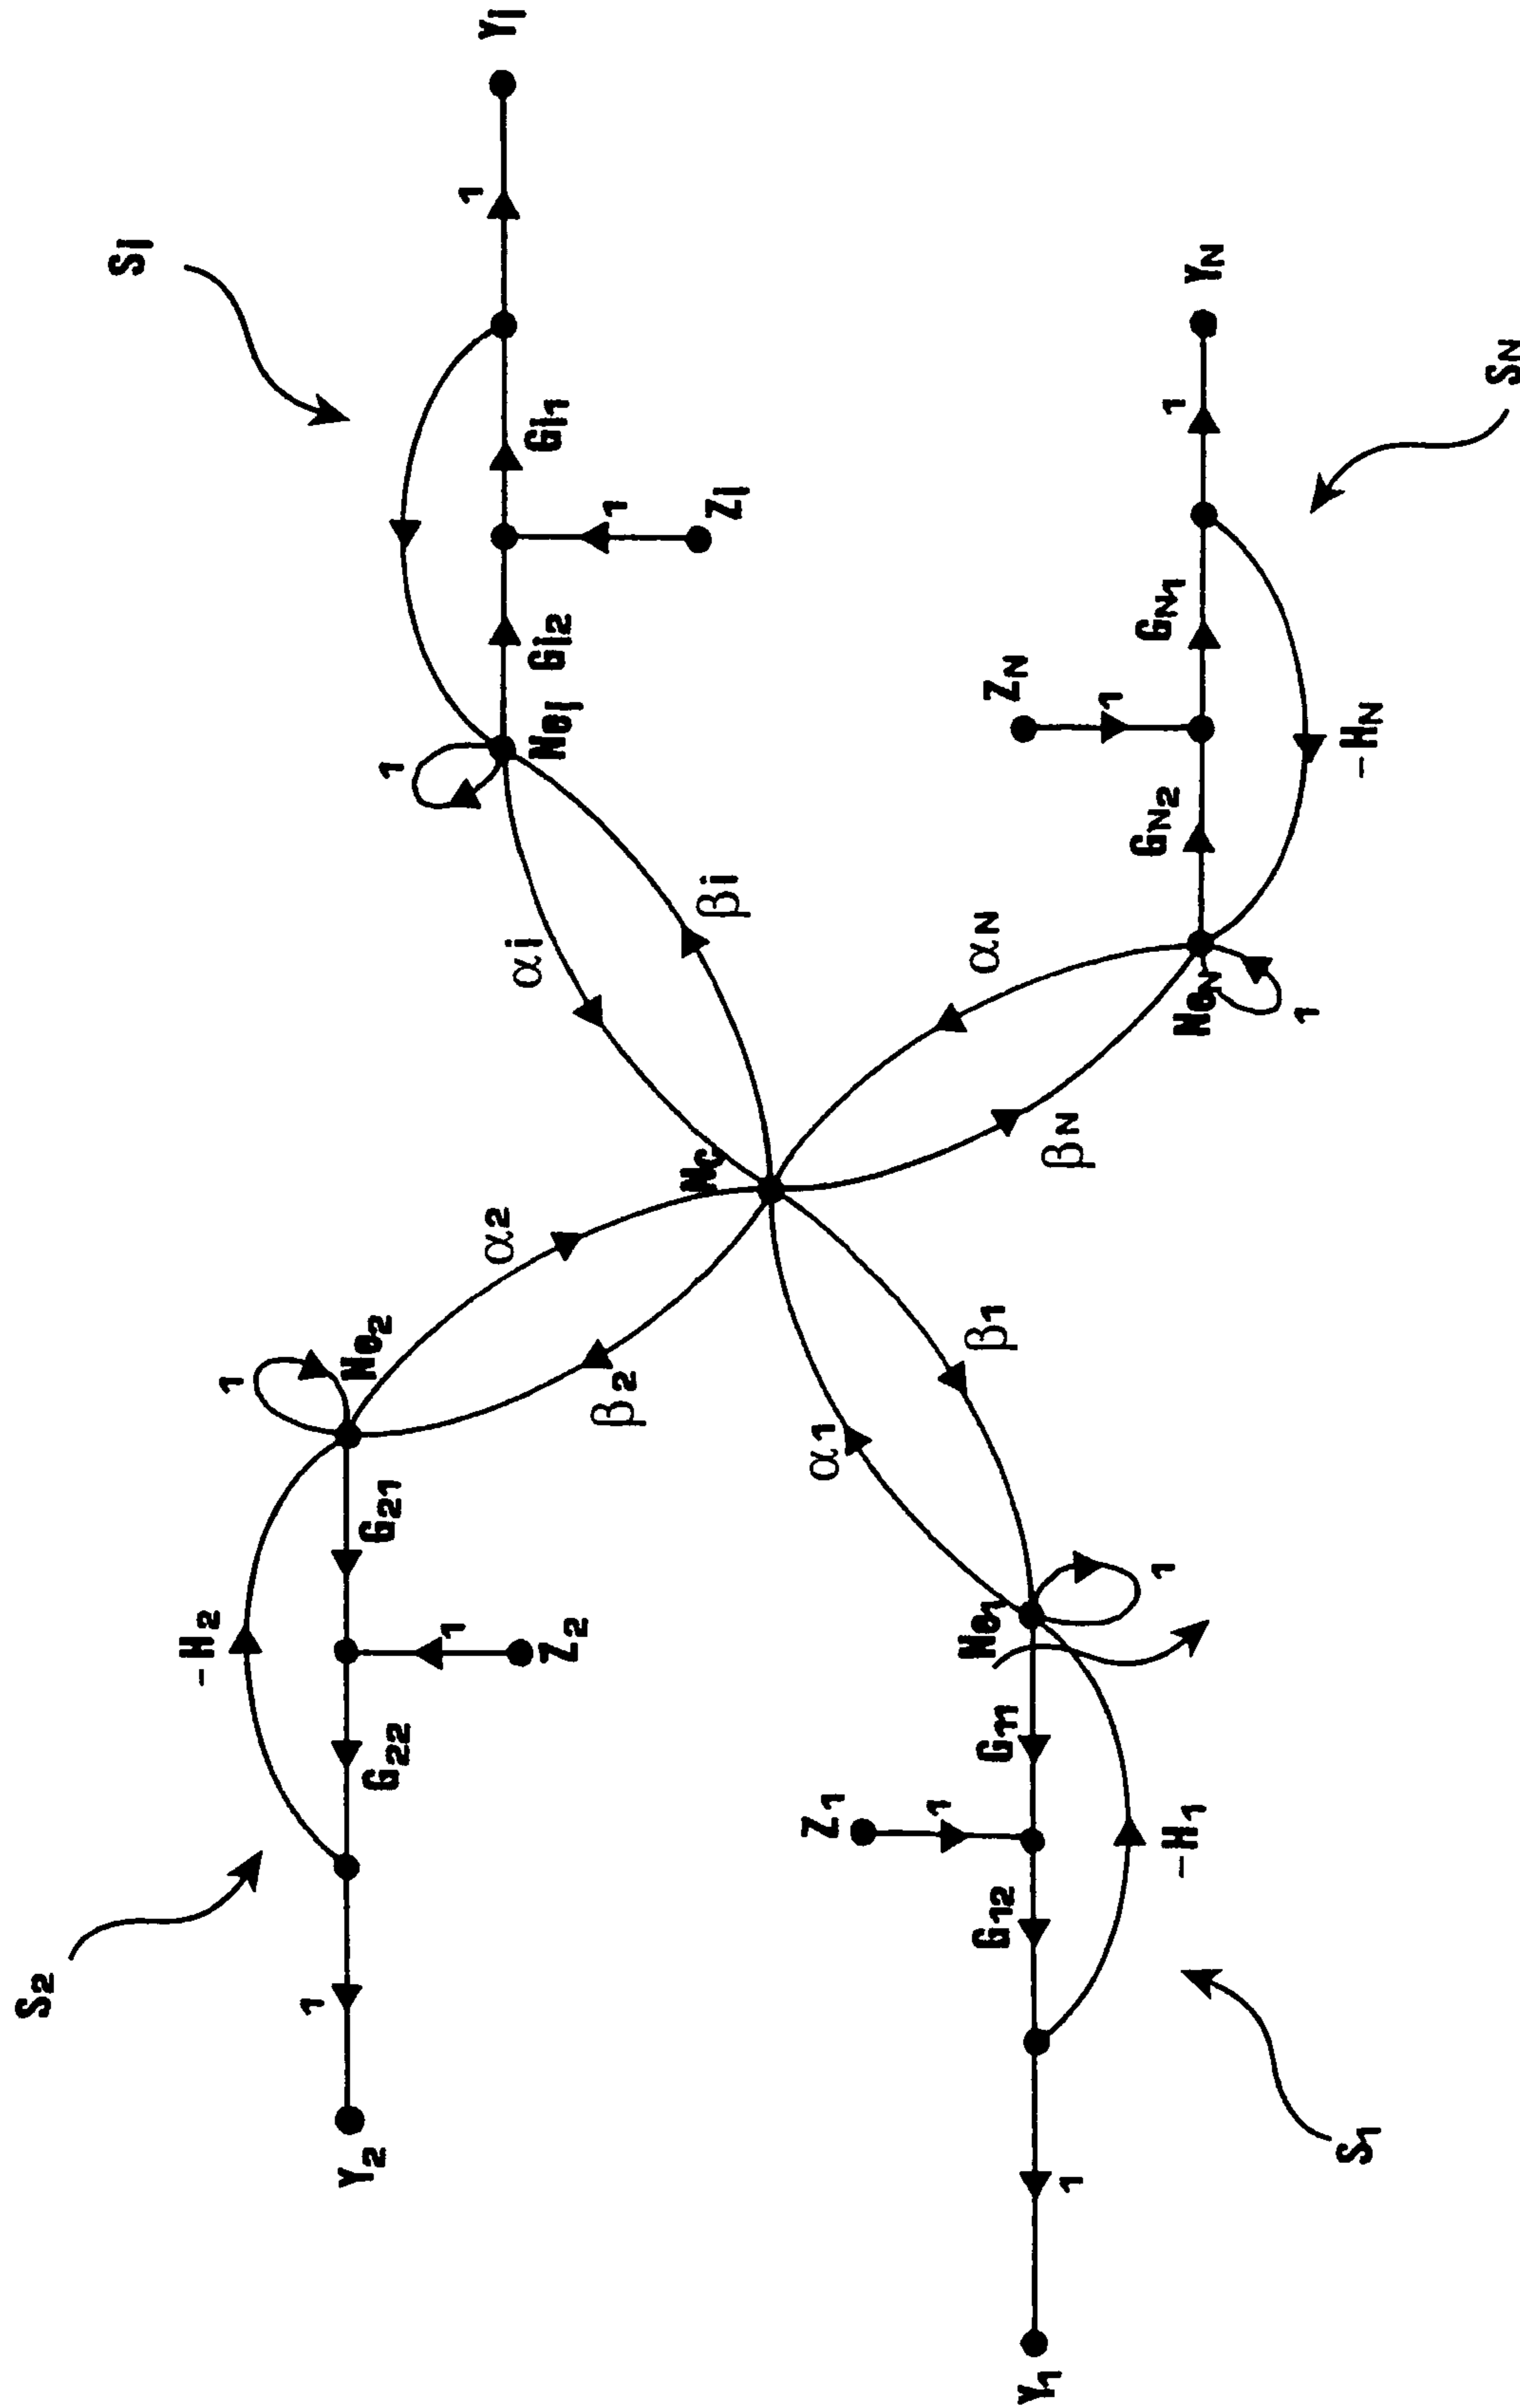 S2
Y2
1
G22
-H2
1
Z2
G21
1
Ne2
α2
β2
Si
Yi
1
Gi1
1
Zi
Gi2
Nei
1
αi
βi
Nc
S1
Y1
1
G12
-H1
Z1
1
G11
Ne1
1
α1
β1
SN
YN
1
GN1
-HN
ZN
1
GN2
NeN
1
αN
βN